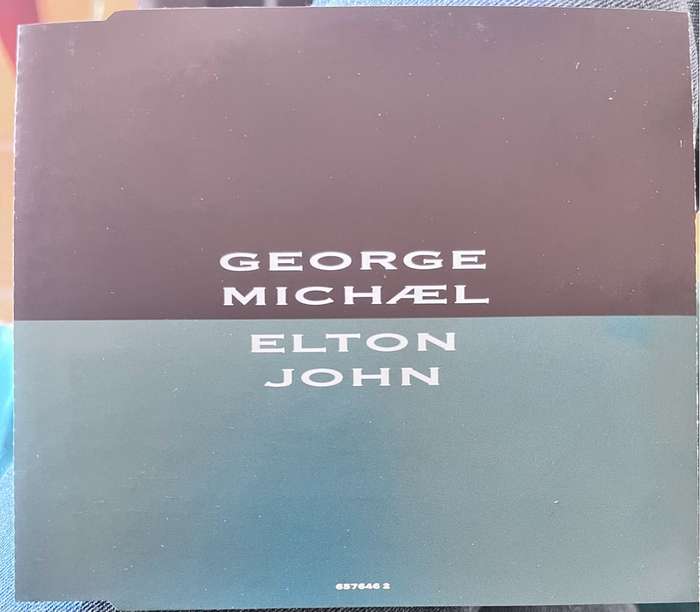 GEORGE
MICHÆL
ELTON
JOHN
657646 2